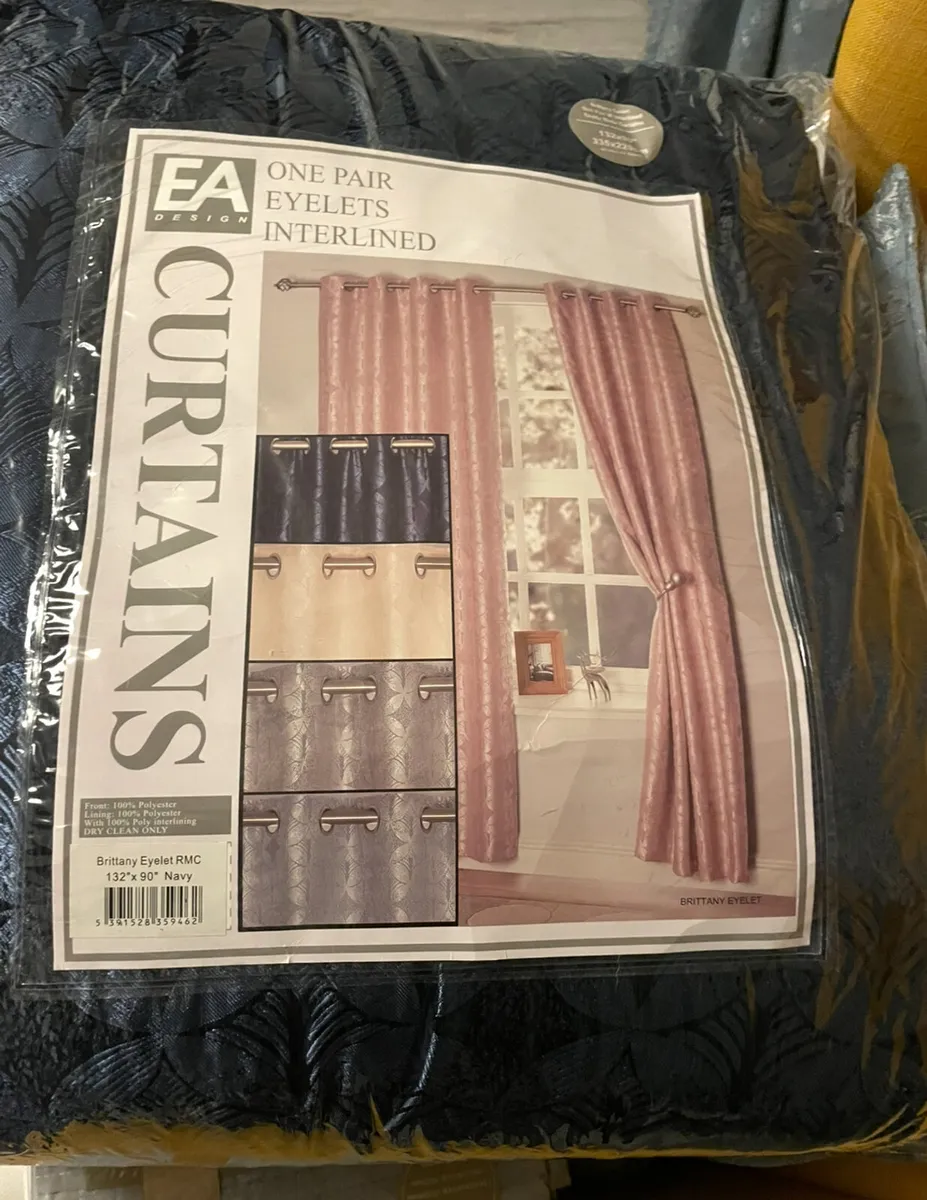 EA
DESIGN
ONE PAIR
EYELETS
INTERLINED
CURTAINS
Front: 100% Polyester
Lining: 100% Polyester
With 100% Poly interlining
DRY CLEAN ONLY
Brittany Eyelet RMC
132"x 90" Navy
5 391528 359462
BRITTANY EYELET